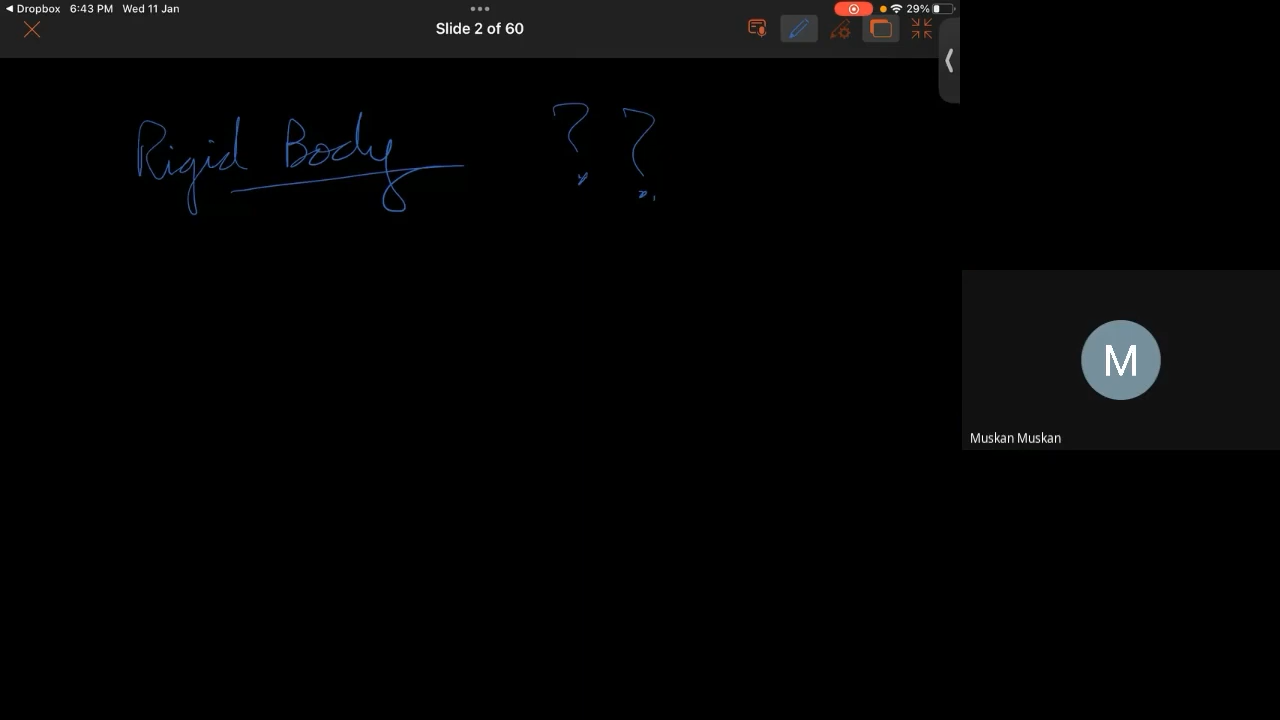 Dropbox 6:43 PM Wed 11 Jan
29%
Slide 2 of 60
Rigid Body ? ?
M
Muskan Muskan